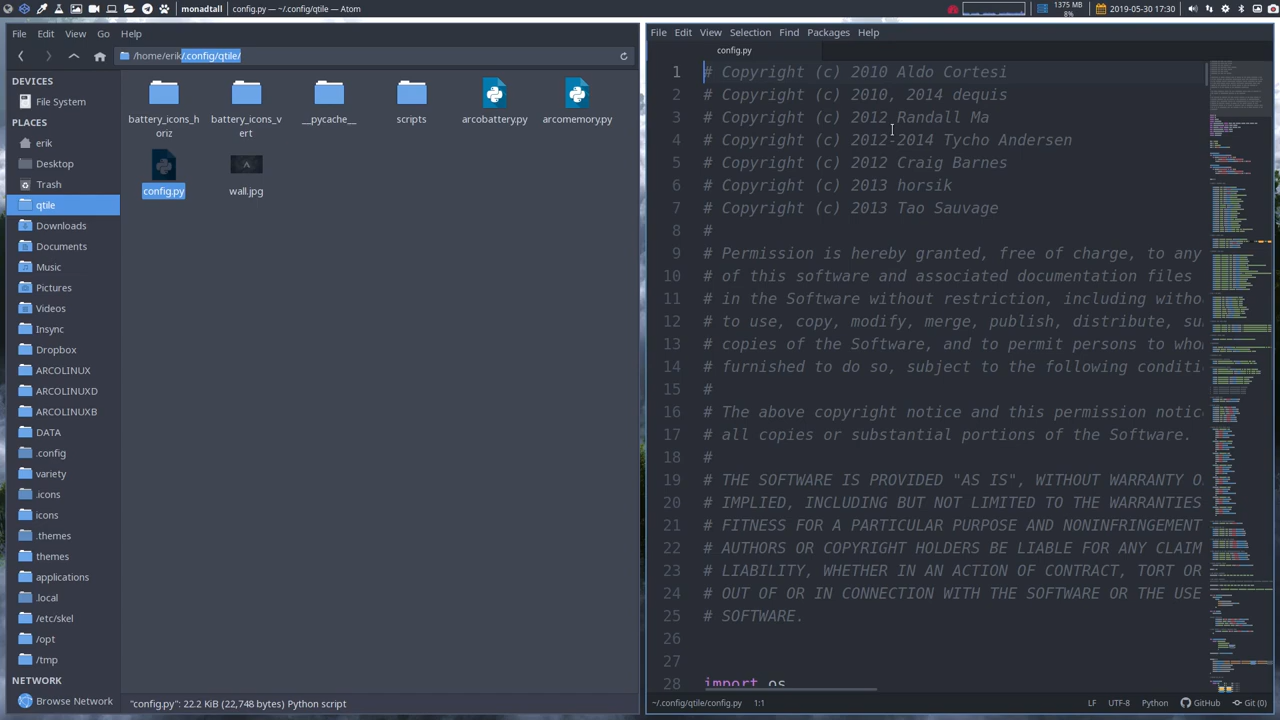 monadtall config.py — ~/.config/qtile — Atom
1375 MB
8%
2019-05-30 17:30
File Edit View Go Help
/home/erik/.config/qtile/
DEVICES
File System
PLACES
erik
Desktop
Trash
qtile
Downloads
Documents
Music
Pictures
Videos
Insync
Dropbox
ARCOLINUX
ARCOLINUXD
ARCOLINUXB
DATA
.config
variety
.icons
icons
.themes
themes
applications
.local
/etc/skel
/opt
/tmp
NETWORK
Browse Network
battery_icons_horiz
battery_icons_vert
__pycache__
scripts
arcobattery.py
arcomemory.py
config.py
wall.jpg
"config.py": 22.2 KiB (22,748 bytes) Python script
File Edit View Selection Find Packages Help
config.py
1 # Copyright (c) 2010 Aldo Cortesi
2 # Copyright (c) 2010, 2014 dequis
3 # Copyright (c) 2012 Randall Ma
4 # Copyright (c) 2012-2014 Tycho Andersen
5 # Copyright (c) 2012 Craig Barnes
6 # Copyright (c) 2013 horsik
7 # Copyright (c) 2013 Tao Sauvage
8 #
9 # Permission is hereby granted, free of charge, to any
10 # of this software and associated documentation files
11 # in the Software without restriction, including witho
12 # to use, copy, modify, merge, publish, distribute, su
13 # copies of the Software, and to permit persons to who
14 # furnished to do so, subject to the following conditi
15 #
16 # The above copyright notice and this permission notic
17 # all copies or substantial portions of the Software.
18 #
19 # THE SOFTWARE IS PROVIDED "AS IS", WITHOUT WARRANTY O
20 # IMPLIED, INCLUDING BUT NOT LIMITED TO THE WARRANTIES
21 # FITNESS FOR A PARTICULAR PURPOSE AND NONINFRINGEMENT
22 # AUTHORS OR COPYRIGHT HOLDERS BE LIABLE FOR ANY CLAIM
23 # LIABILITY, WHETHER IN AN ACTION OF CONTRACT, TORT OR
24 # OUT OF OR IN CONNECTION WITH THE SOFTWARE OR THE USE
25 # SOFTWARE.
26
27
28 import os
~/.config/qtile/config.py 1:1 LF UTF-8 Python GitHub Git (0)